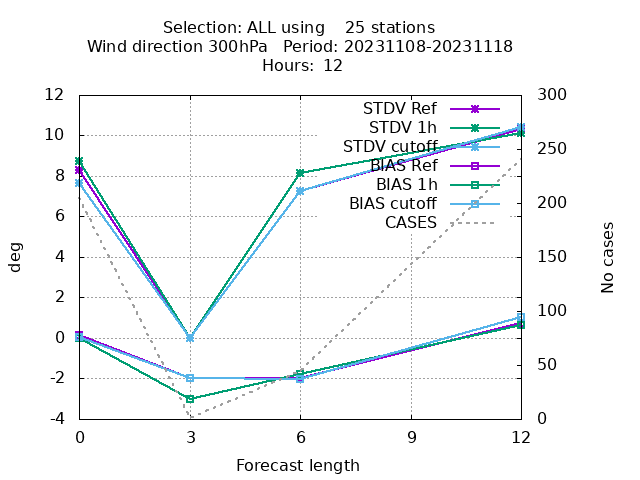 Selection: ALL using    25 stations
Wind direction 300hPa   Period: 20231108-20231118
Hours:  12
12
10
8
6
4
2
0
-2
-4
300
250
200
150
100
50
0
STDV Ref
STDV 1h
STDV cutoff
BIAS Ref
BIAS 1h
BIAS cutoff
CASES
deg
No cases
0
3
6
9
12
Forecast length